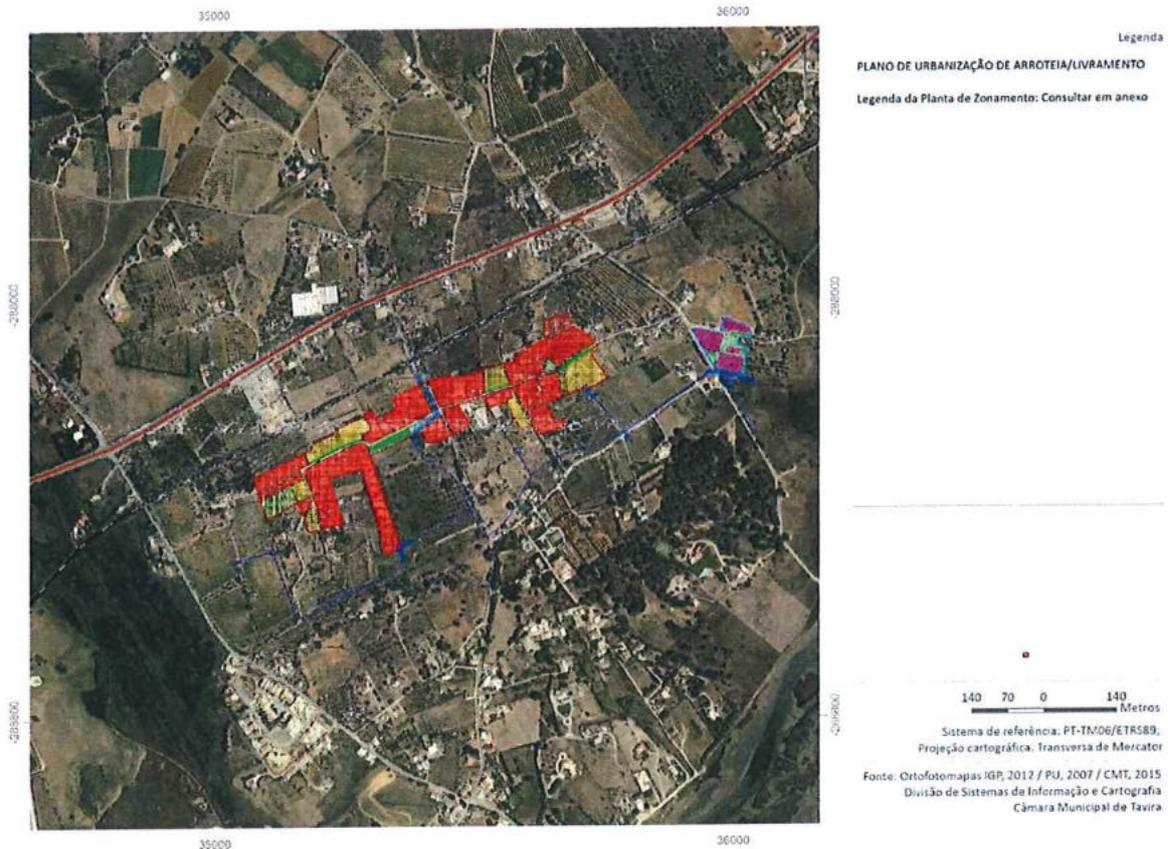 35000
36000
Legenda
PLANO DE URBANIZAÇÃO DE ARROTEIA/LIVRAMENTO
Legenda da Planta de Zonamento: Consultar em anexo
-288000
-288000
-288800
-288800
140 70 0 140
Metros
Sistema de referência: PT-TM06/ETRS89;
Projeção cartográfica. Transversa de Mercator
Fonte: Ortofotomapas IGP, 2012 / PU, 2007 / CMT, 2015
Divisão de Sistemas de Informação e Cartografia
Câmara Municipal de Tavira
35000
36000